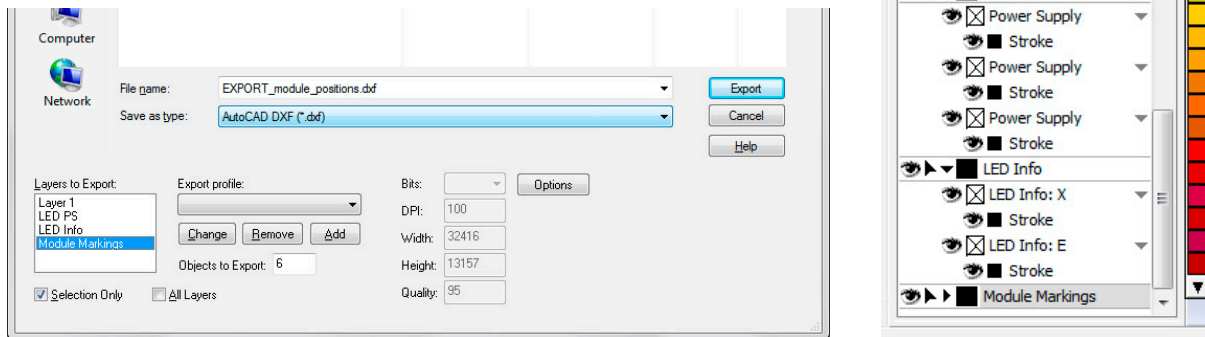 Computer
Network
File name: EXPORT_module_positions.dxf Export
Save as type: AutoCAD DXF (*.dxf) Cancel
Help
Layers to Export: Export profile: Bits: Options
Layer 1
LED PS
LED Info
Module Markings
Change Remove Add
Objects to Export: 6
DPI: 100
Width: 32416
Height: 13157
Quality: 95
Selection Only All Layers
Power Supply
Stroke
Power Supply
Stroke
Power Supply
Stroke
LED Info
LED Info: X
Stroke
LED Info: E
Stroke
Module Markings